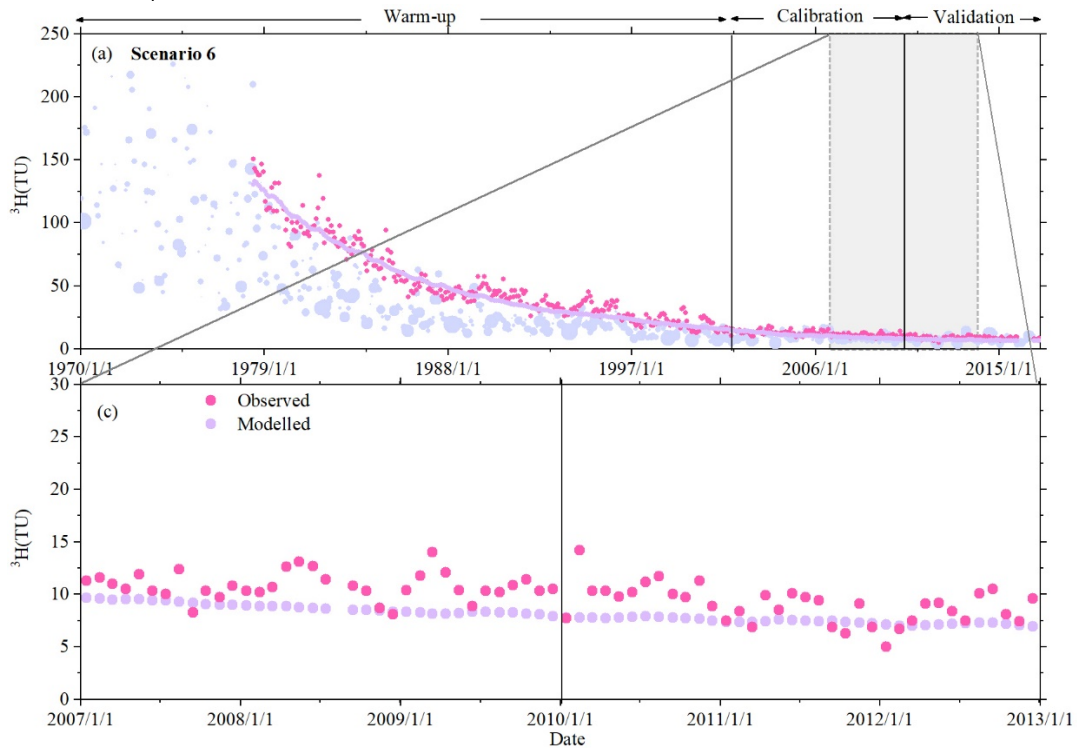 Warm-up Calibration Validation
250
(a) Scenario 6
200
150
³H(TU)
100
50
0
1970/1/1 1979/1/1 1988/1/1 1997/1/1 2006/1/1 2015/1/1
30
(c) Observed
Modelled
25
20
³H(TU)
15
10
5
0
2007/1/1 2008/1/1 2009/1/1 2010/1/1 2011/1/1 2012/1/1 2013/1/1
Date